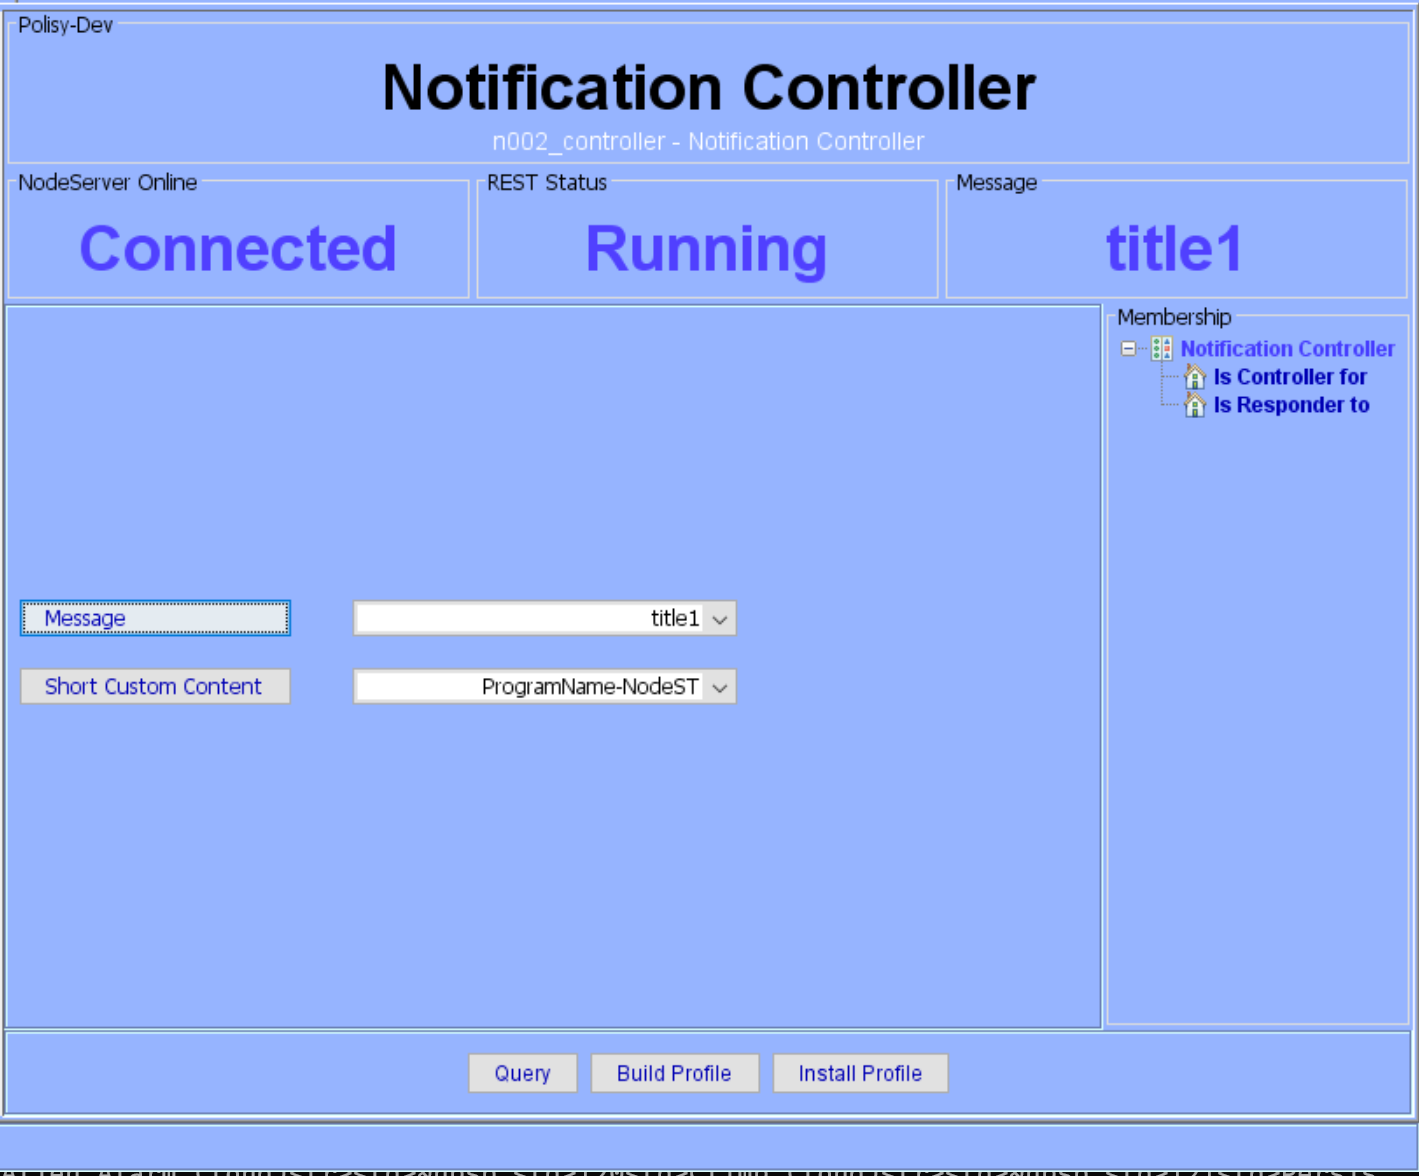 Polisy-Dev
Notification Controller
n002_controller - Notification Controller
NodeServer Online
Connected
REST Status
Running
Message
title1
Membership
Notification Controller
Is Controller for
Is Responder to
Message
title1
Short Custom Content
ProgramName-NodeST
Query
Build Profile
Install Profile